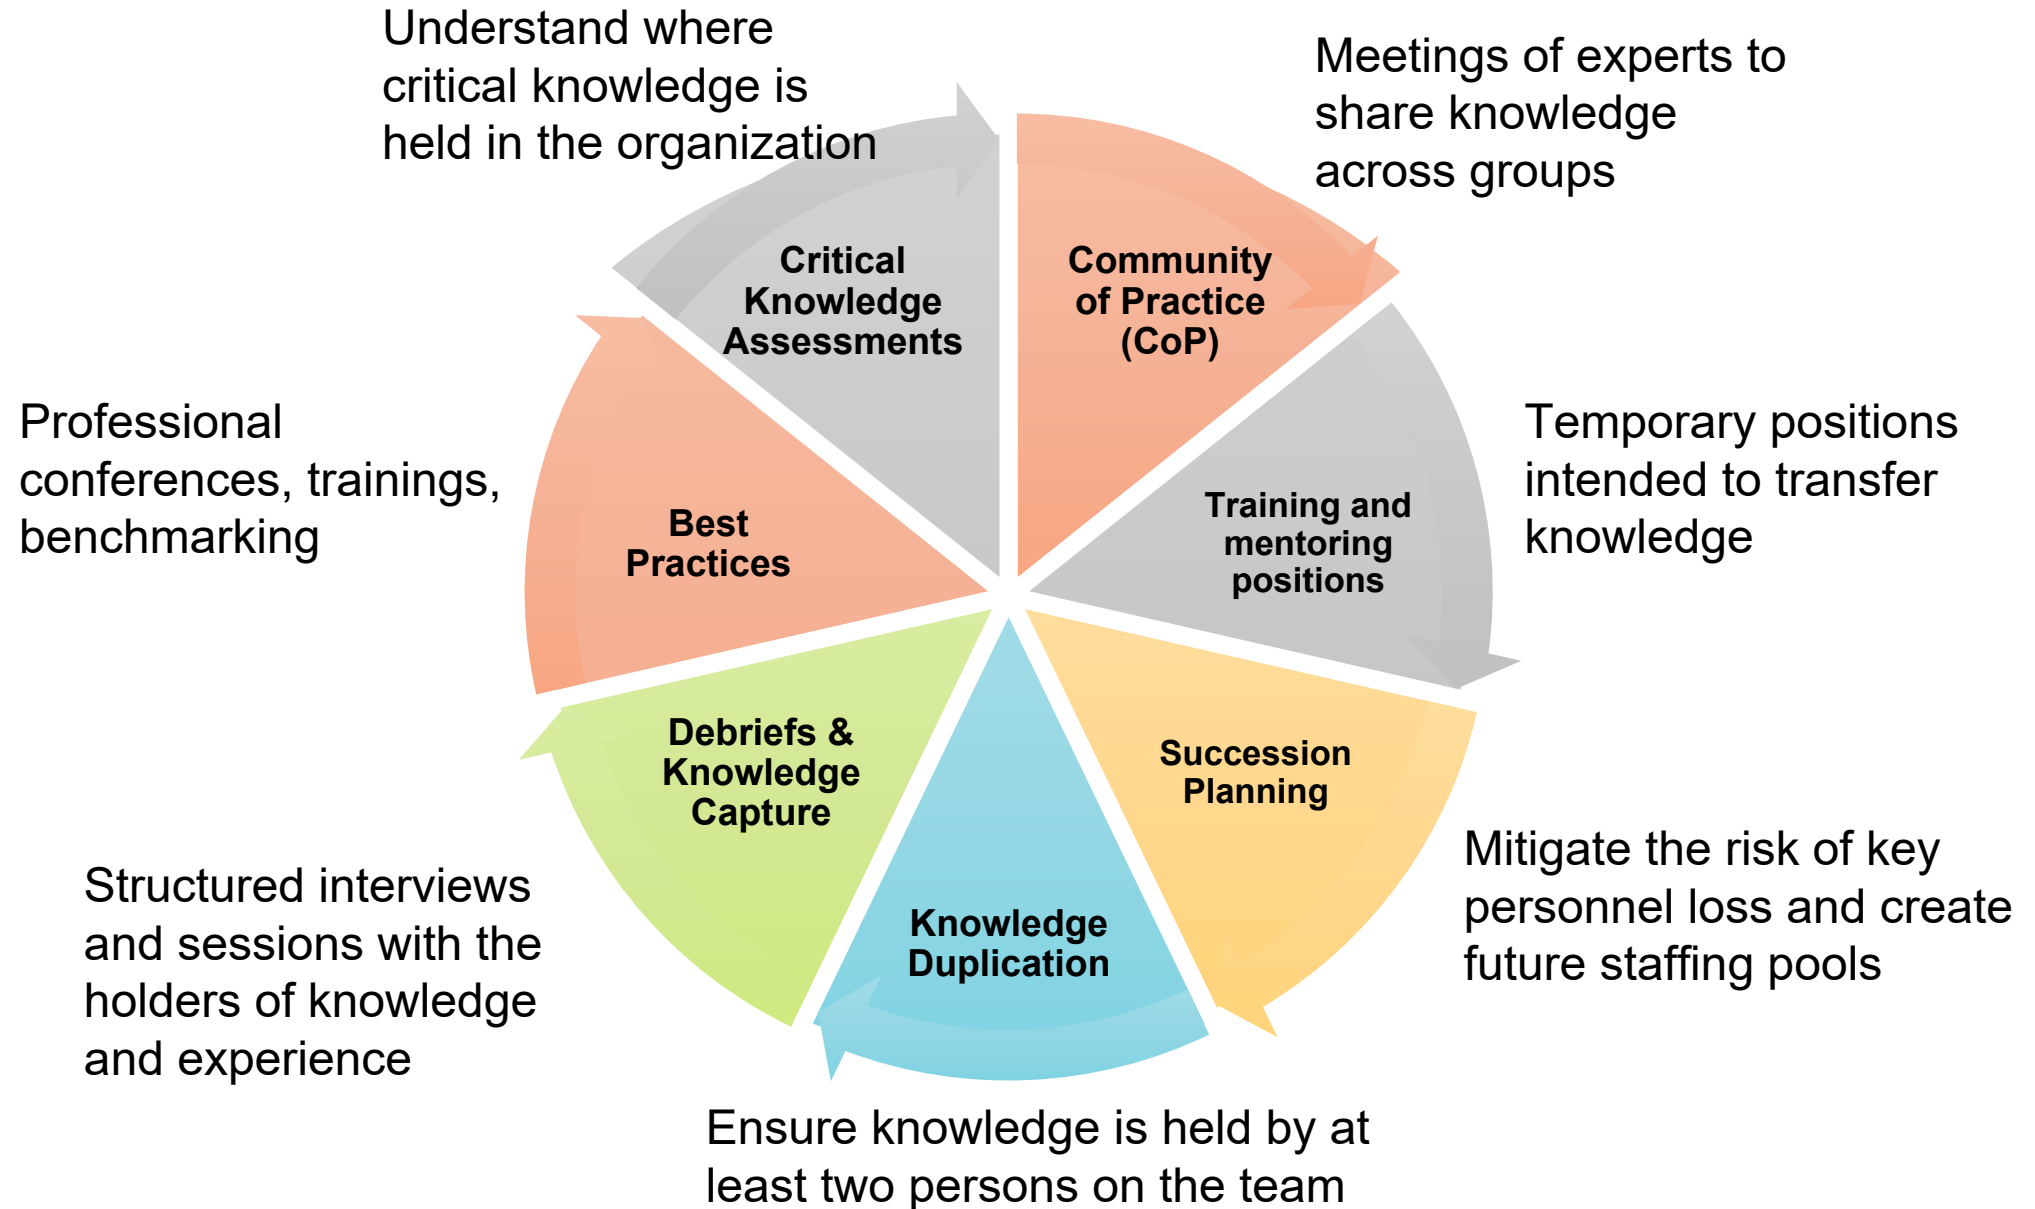 Understand where
critical knowledge is
held in the organization
Meetings of experts to
share knowledge
across groups
Critical
Knowledge
Assessments
Community
of Practice
(CoP)
Professional
conferences, trainings,
benchmarking
Best
Practices
Training and
mentoring
positions
Temporary positions
intended to transfer
knowledge
Debriefs &
Knowledge
Capture
Succession
Planning
Structured interviews
and sessions with the
holders of knowledge
and experience
Knowledge
Duplication
Mitigate the risk of key
personnel loss and create
future staffing pools
Ensure knowledge is held by at
least two persons on the team